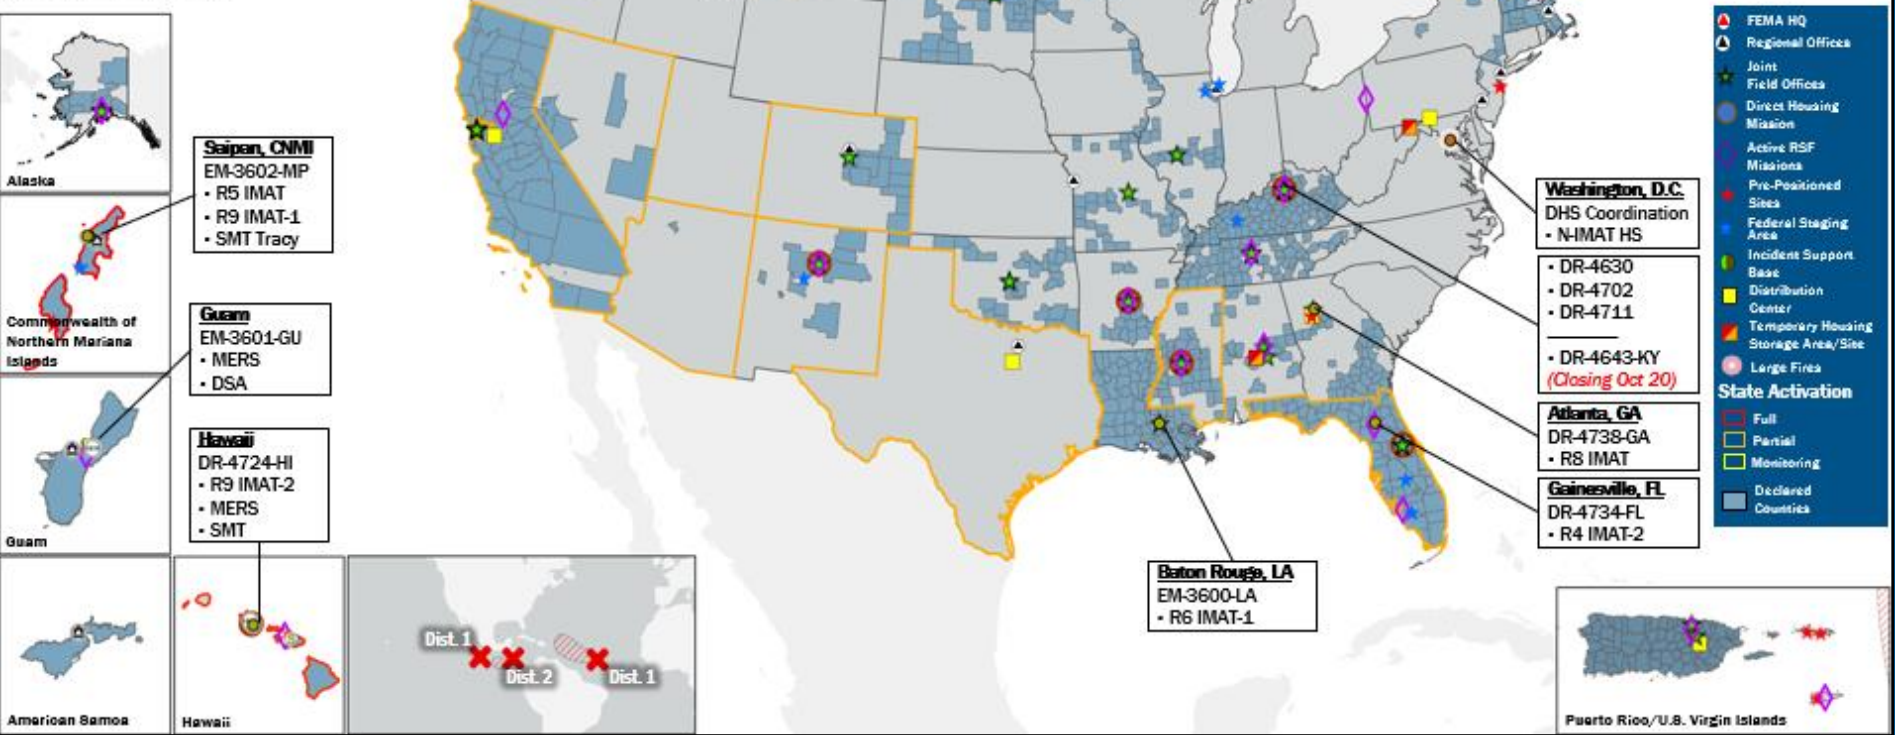 Alaska
Commonwealth of
Northern Mariana
Islands
Guam
American Samoa
Hawaii
Saipan, CNMI
EM-3602-MP
• R5 IMAT
• R9 IMAT-1
• SMT Tracy
Guam
EM-3601-GU
• MERS
• DSA
Hawaii
DR-4724-HI
• R9 IMAT-2
• MERS
• SMT
Dist. 1
Dist. 2
Dist. 1
Baton Rouge, LA
EM-3600-LA
• R6 IMAT-1
Washington, D.C.
DHS Coordination
• N-IMAT HS
• DR-4630
• DR-4702
• DR-4711
• DR-4643-KY
(Closing Oct 20)
Atlanta, GA
DR-4738-GA
• R8 IMAT
Gainesville, FL
DR-4734-FL
• R4 IMAT-2
Puerto Rico/U.S. Virgin Islands
FEMA HQ
Regional Offices
Joint
Field Offices
Direct Housing
Mission
Active RSF
Missions
Pre-Positioned
Sites
Federal Staging
Area
Incident Support
Base
Distribution
Center
Temporary Housing
Storage Area/Site
Large Fires
State Activation
Full
Partial
Monitoring
Declared
Counties